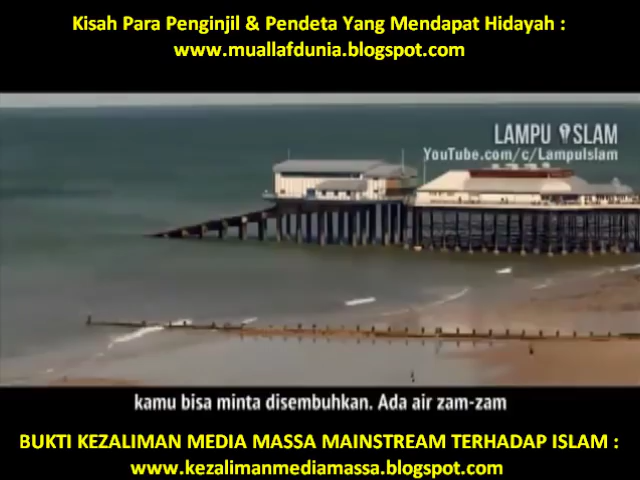 Kisah Para Penginjil & Pendeta Yang Mendapat Hidayah :
www.muallafdunia.blogspot.com
LAMPU ISLAM
YouTube.com/c/LampuIslam
kamu bisa minta disembuhkan. Ada air zam-zam
BUKTI KEZALIMAN MEDIA MASSA MAINSTREAM TERHADAP ISLAM :
www.kezalimanmediamassa.blogspot.com